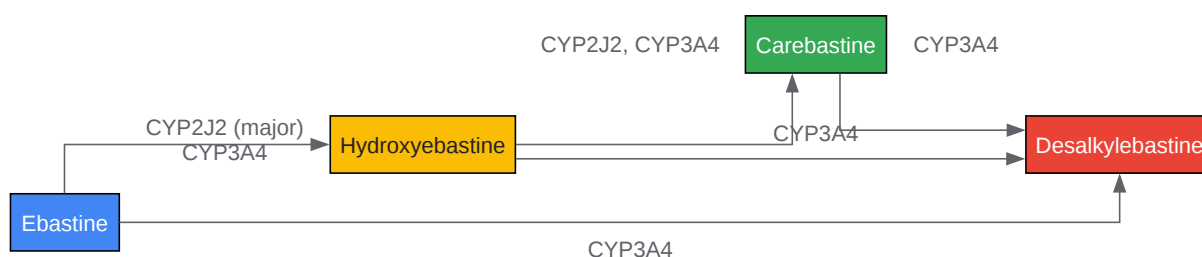 CYP2J2, CYP3A4
Carebastine
CYP3A4
CYP2J2 (major)
CYP3A4
Hydroxyebastine
CYP3A4
Desalkylebastine
Ebastine
CYP3A4